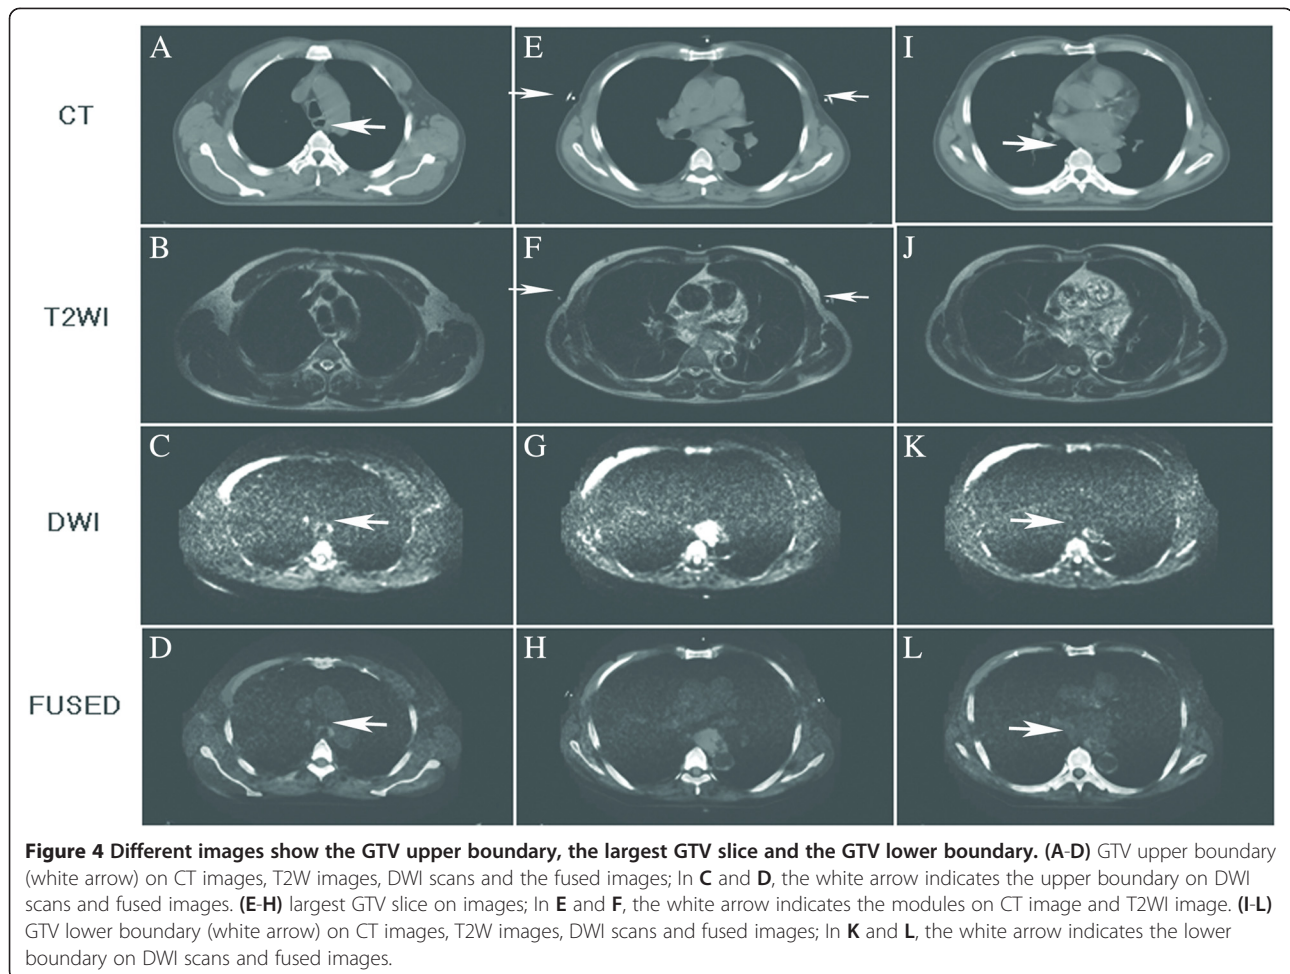 A
E
I
CT
B
F
J
T2WI
C
G
K
DWI
D
H
L
FUSED
Figure 4 Different images show the GTV upper boundary, the largest GTV slice and the GTV lower boundary. (A-D) GTV upper boundary
(white arrow) on CT images, T2W images, DWI scans and the fused images; In C and D, the white arrow indicates the upper boundary on DWI
scans and fused images. (E-H) largest GTV slice on images; In E and F, the white arrow indicates the modules on CT image and T2WI image. (I-L)
GTV lower boundary (white arrow) on CT images, T2W images, DWI scans and fused images; In K and L, the white arrow indicates the lower
boundary on DWI scans and fused images.